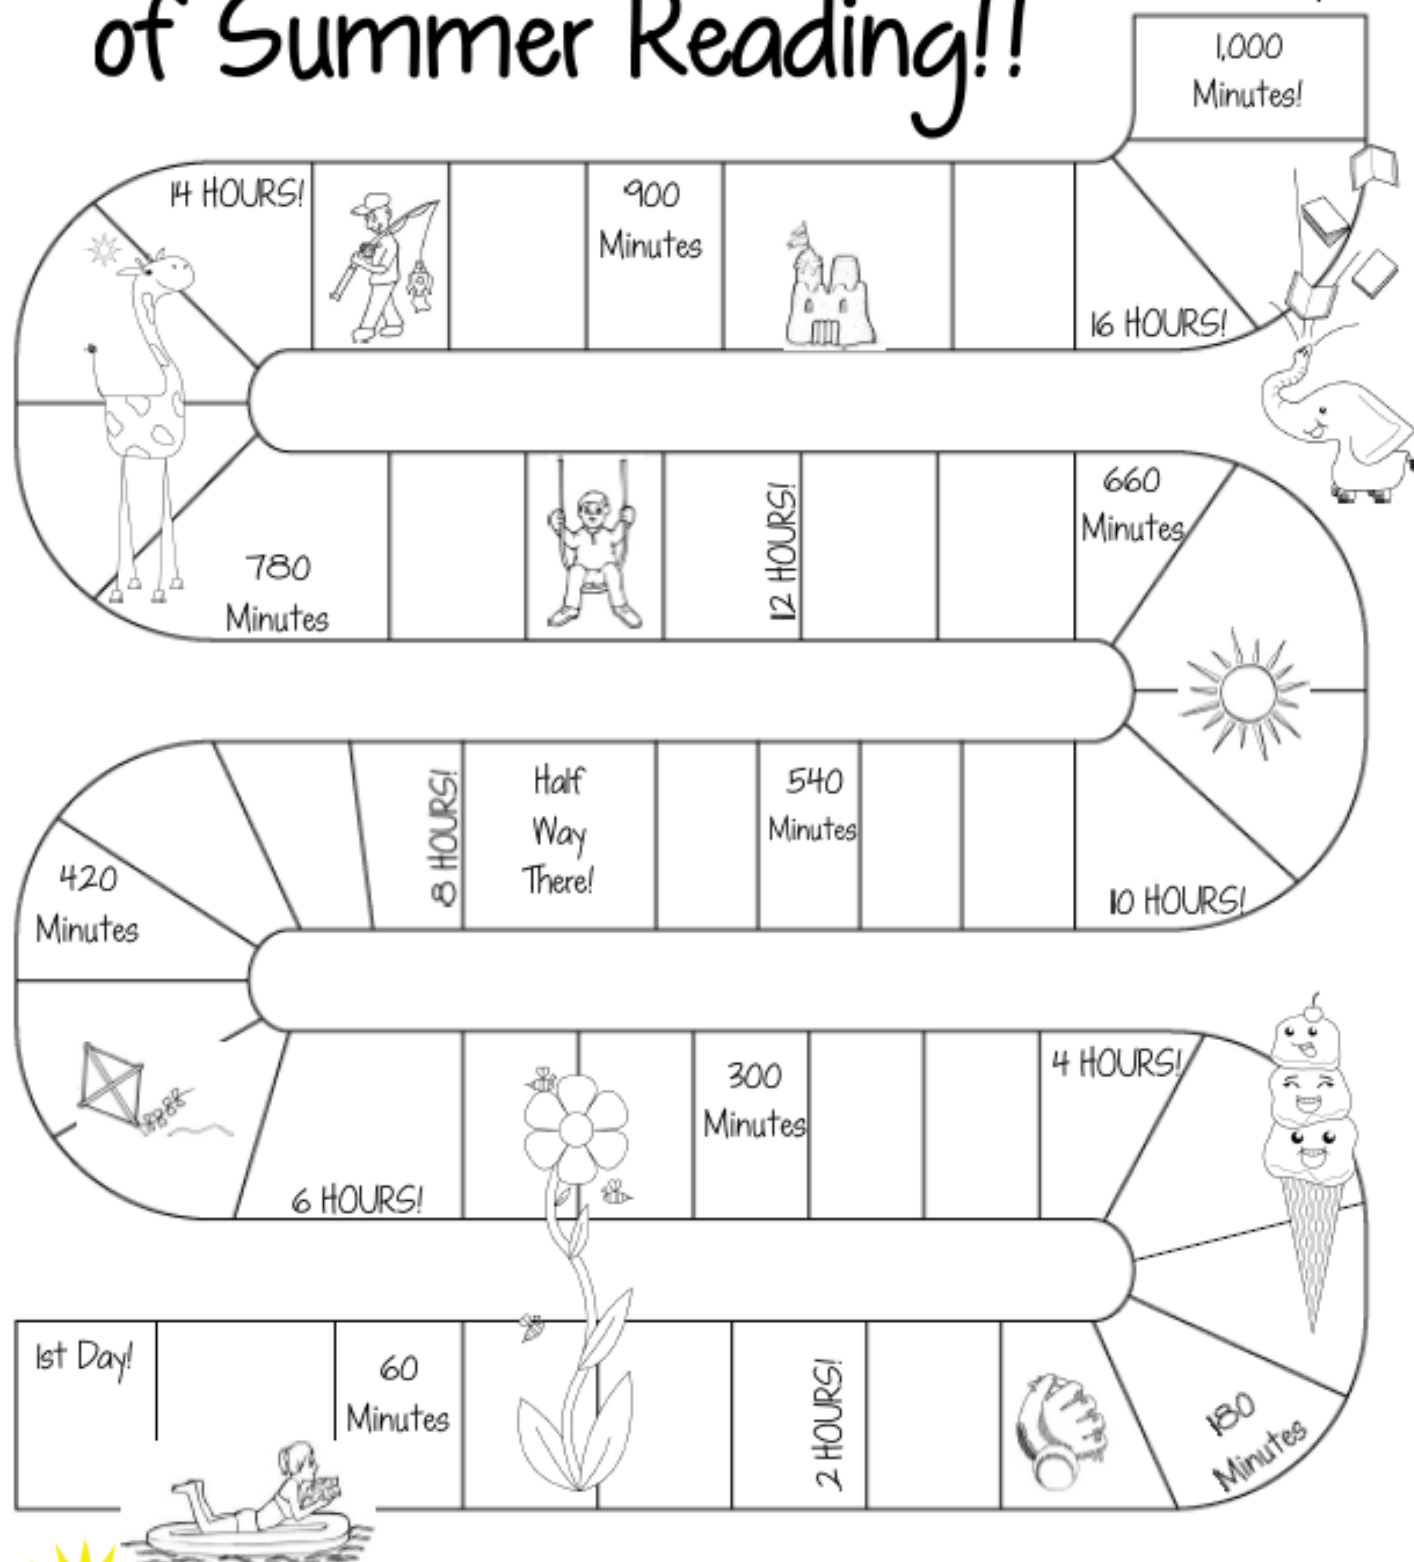 of Summer Reading!!
1,000
Minutes!
14 HOURS!
900
Minutes
16 HOURS!
660
Minutes
12 HOURS!
780
Minutes
8 HOURS!
Half
Way
There!
540
Minutes
10 HOURS!
420
Minutes
6 HOURS!
300
Minutes
4 HOURS!
1st Day!
60
Minutes
2 HOURS!
180
Minutes